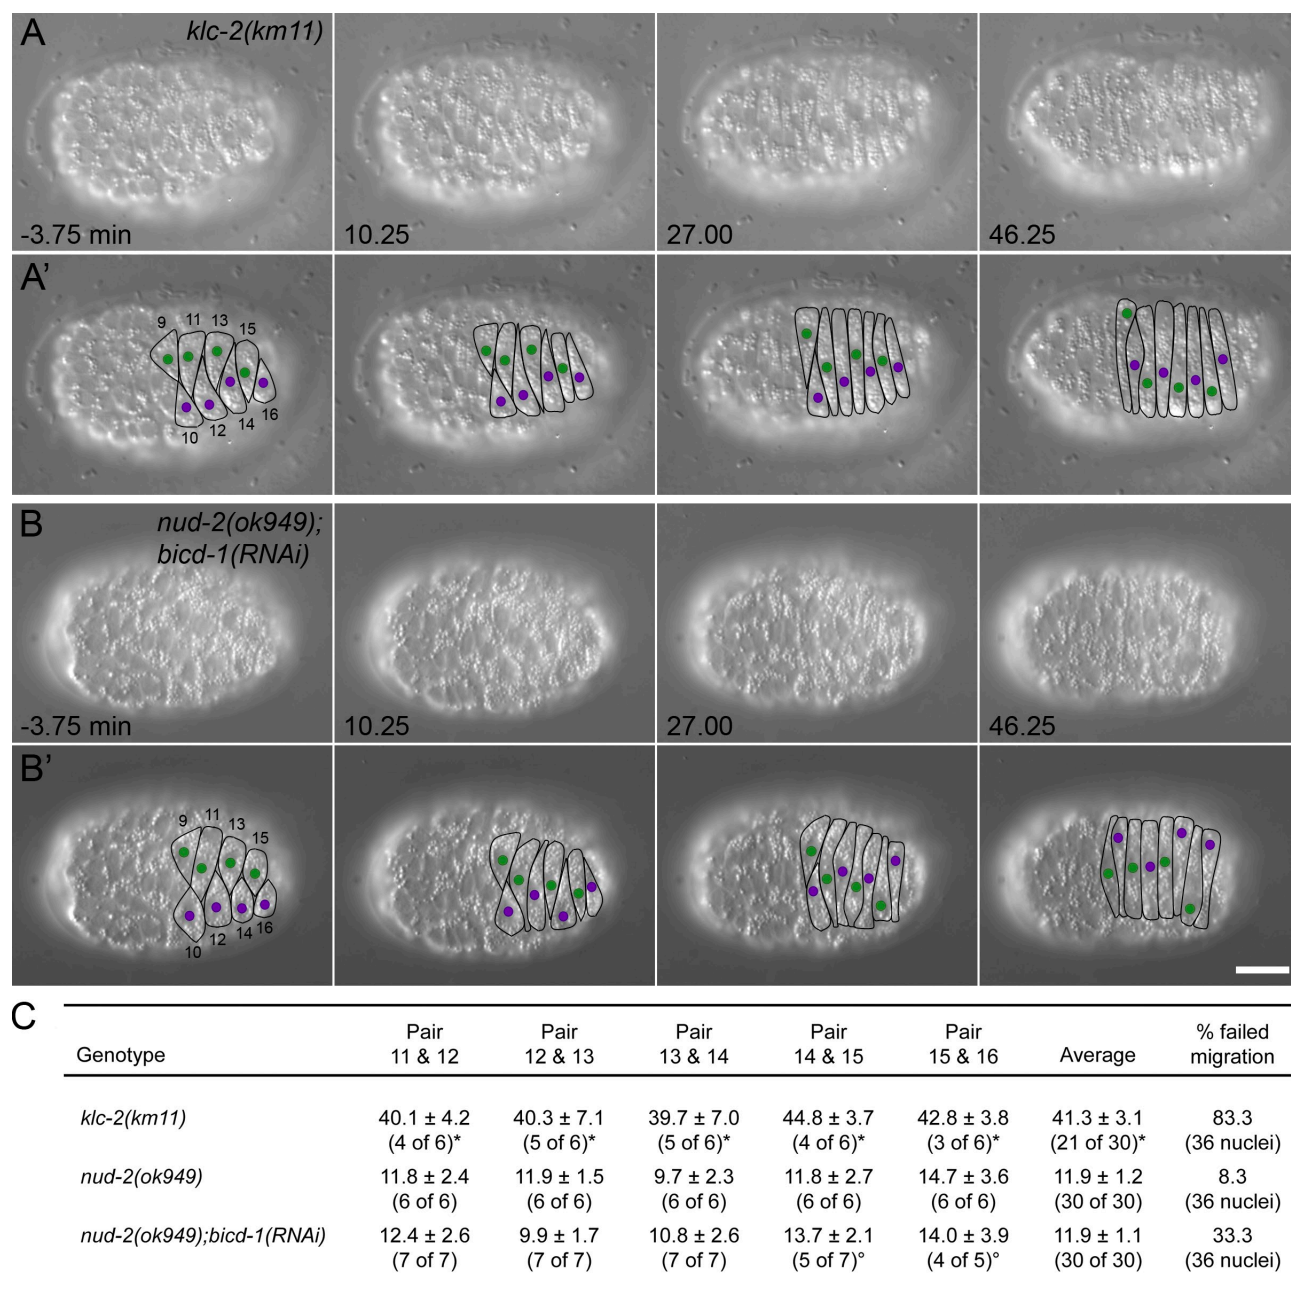 A
klc-2(km11)
-3.75 min
10.25
27.00
46.25
A’
9
11
13
15
10
12
14
16
B
nud-2(ok949);
bicd-1(RNAi)
-3.75 min
10.25
27.00
46.25
B’
9
11
13
15
10
12
14
16
C
Genotype Pair 11 & 12 Pair 12 & 13 Pair 13 & 14 Pair 14 & 15 Pair 15 & 16 Average % failed migration
klc-2(km11) 40.1 ± 4.2 40.3 ± 7.1 39.7 ± 7.0 44.8 ± 3.7 42.8 ± 3.8 41.3 ± 3.1 83.3
(4 of 6)* (5 of 6)* (5 of 6)* (4 of 6)* (3 of 6)* (21 of 30)* (36 nuclei)
nud-2(ok949) 11.8 ± 2.4 11.9 ± 1.5 9.7 ± 2.3 11.8 ± 2.7 14.7 ± 3.6 11.9 ± 1.2 8.3
(6 of 6) (6 of 6) (6 of 6) (6 of 6) (6 of 6) (30 of 30) (36 nuclei)
nud-2(ok949);bicd-1(RNAi) 12.4 ± 2.6 9.9 ± 1.7 10.8 ± 2.6 13.7 ± 2.1 14.0 ± 3.9 11.9 ± 1.1 33.3
(7 of 7) (7 of 7) (7 of 7) (5 of 7)° (4 of 5)° (30 of 30) (36 nuclei)